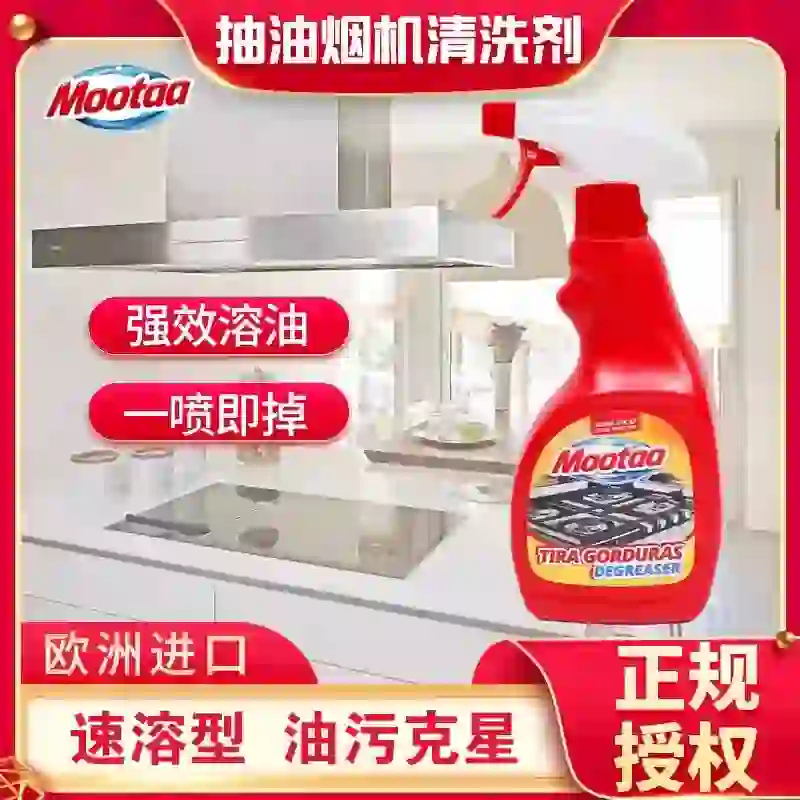 抽油烟机清洗剂
Mootaa
强效溶油
一喷即掉
Mootaa
TIRA GORDURAS
DEGREASER
欧洲进口
速溶型 油污克星
正规
授权